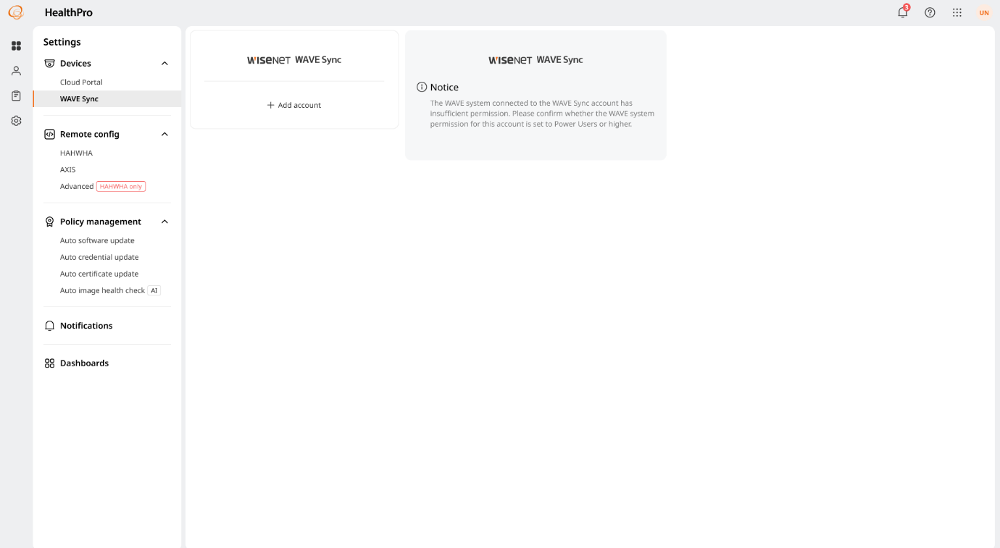 HealthPro
3
UN
Settings
Devices
Cloud Portal
WAVE Sync
Remote config
HAHWHA
AXIS
Advanced HAHWHA only
Policy management
Auto software update
Auto credential update
Auto certificate update
Auto image health check AI
Notifications
Dashboards
WISENET WAVE Sync
+ Add account
WISENET WAVE Sync
Notice
The WAVE system connected to the WAVE Sync account has
insufficient permission. Please confirm whether the WAVE system
permission for this account is set to Power Users or higher.